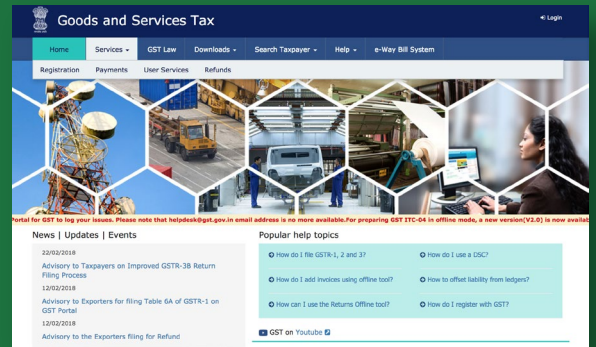 Goods and Services Tax
Login
Home Services GST Law Downloads Search Taxpayer Help e-Way Bill System
Registration Payments User Services Refunds
Portal for GST to log your issues. Please note that helpdesk@gst.gov.in email address is no more available.For preparing GST ITC-04 in offline mode, a new version(V2.0) is now availab
News | Updates | Events
22/02/2018
Advisory to Taxpayers on Improved GSTR-3B Return
Filing Process
12/02/2018
Advisory to Exporters for filing Table 6A of GSTR-1 on
GST Portal
12/02/2018
Advisory to the Exporters filing for Refund
Popular help topics
How do I file GSTR-1, 2 and 3?
How do I use a DSC?
How do I add invoices using offline tool?
How to offset liability from ledgers?
How can I use the Returns Offline tool?
How do I register with GST?
GST on Youtube